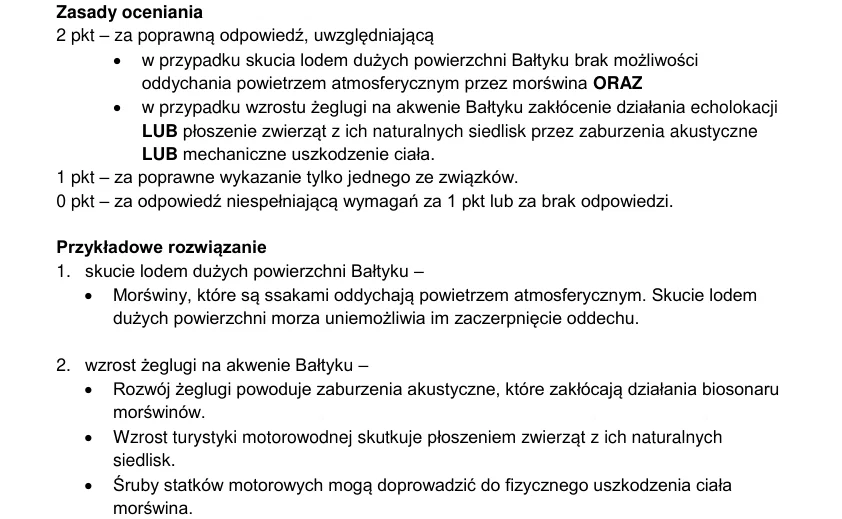 Zasady oceniania
2 pkt – za poprawną odpowiedź, uwzględniającą
• w przypadku skucia lodem dużych powierzchni Bałtyku brak możliwości
oddychania powietrzem atmosferycznym przez morświna ORAZ
• w przypadku wzrostu żeglugi na akwenie Bałtyku zakłócenie działania echolokacji
LUB płoszenie zwierząt z ich naturalnych siedlisk przez zaburzenia akustyczne
LUB mechaniczne uszkodzenie ciała.
1 pkt – za poprawne wykazanie tylko jednego ze związków.
0 pkt – za odpowiedź niespełniającą wymagań za 1 pkt lub za brak odpowiedzi.
Przykładowe rozwiązanie
1. skucie lodem dużych powierzchni Bałtyku –
• Morświny, które są ssakami oddychają powietrzem atmosferycznym. Skucie lodem
dużych powierzchni morza uniemożliwia im zaczerpnięcie oddechu.
2. wzrost żeglugi na akwenie Bałtyku –
• Rozwój żeglugi powoduje zaburzenia akustyczne, które zakłócają działania biosonaru
morświnów.
• Wzrost turystyki motorowodnej skutkuje płoszeniem zwierząt z ich naturalnych
siedlisk.
• Śruby statków motorowych mogą doprowadzić do fizycznego uszkodzenia ciała
morświna.